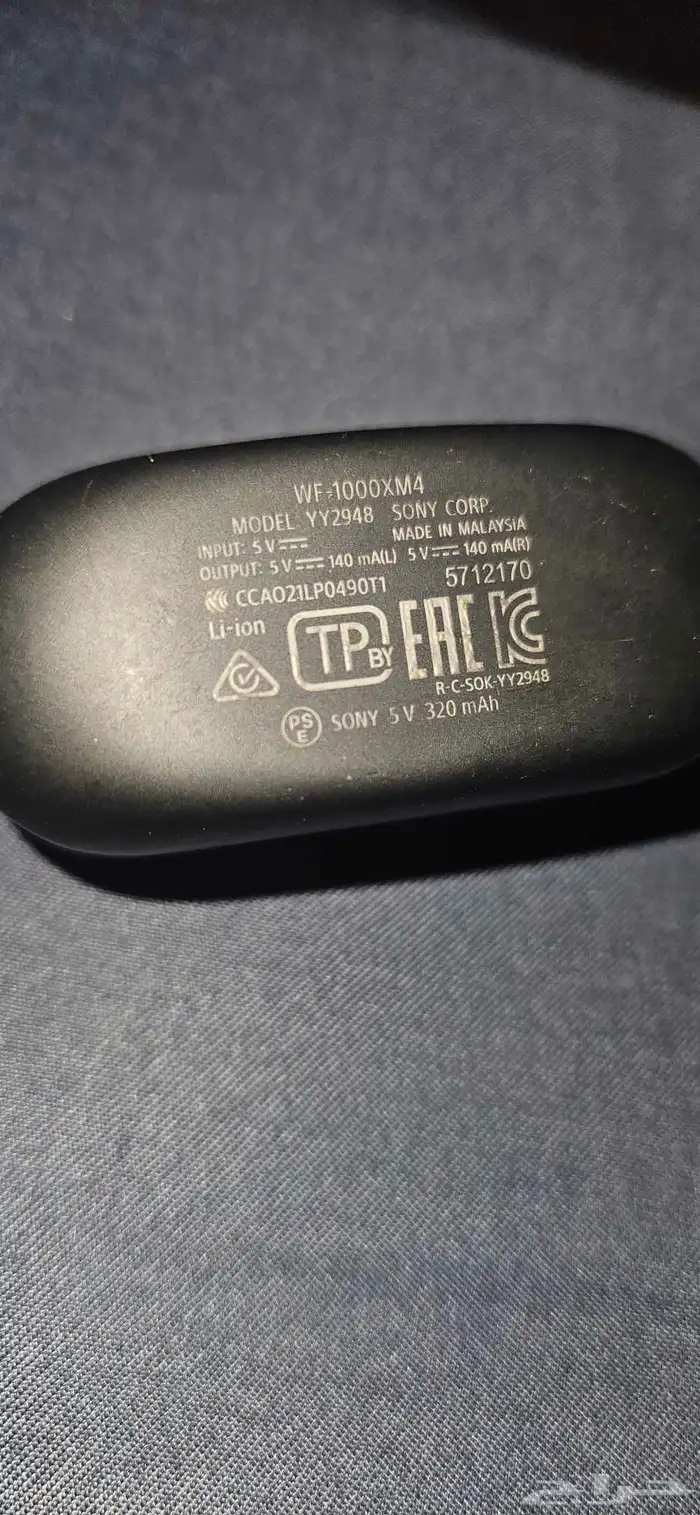 WF-1000XM4
MODEL YY2948 SONY CORP.
INPUT: 5 V MADE IN MALAYSIA
OUTPUT: 5 V 140 mA(L) 5 V 140 mA(R)
CCAO21LP0490T1 5712170
Li-ion TP BY EAC KC
R-C-SOK-YY2948
PS E SONY 5 V 320 mAh
حراج